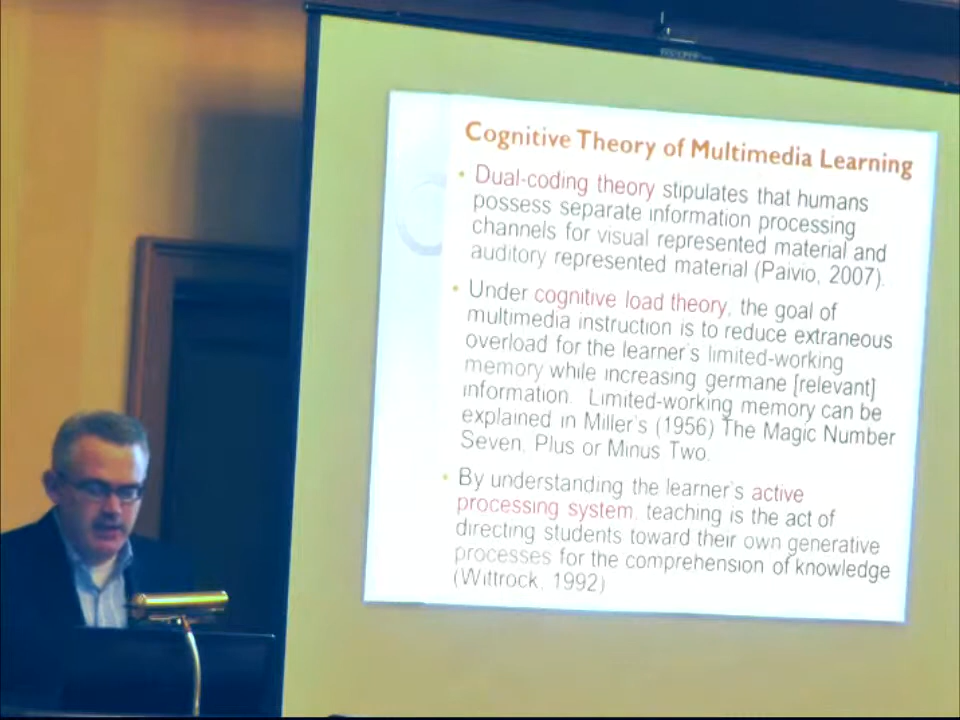 Cognitive Theory of Multimedia Learning
• Dual-coding theory stipulates that humans
possess separate information processing
channels for visual represented material and
auditory represented material (Paivio, 2007).
• Under cognitive load theory, the goal of
multimedia instruction is to reduce extraneous
overload for the learner's limited-working
memory while increasing germane [relevant]
information. Limited-working memory can be
explained in Miller's (1956) The Magic Number
Seven, Plus or Minus Two.
• By understanding the learner's active
processing system, teaching is the act of
directing students toward their own generative
processes for the comprehension of knowledge
(Wittrock, 1992)